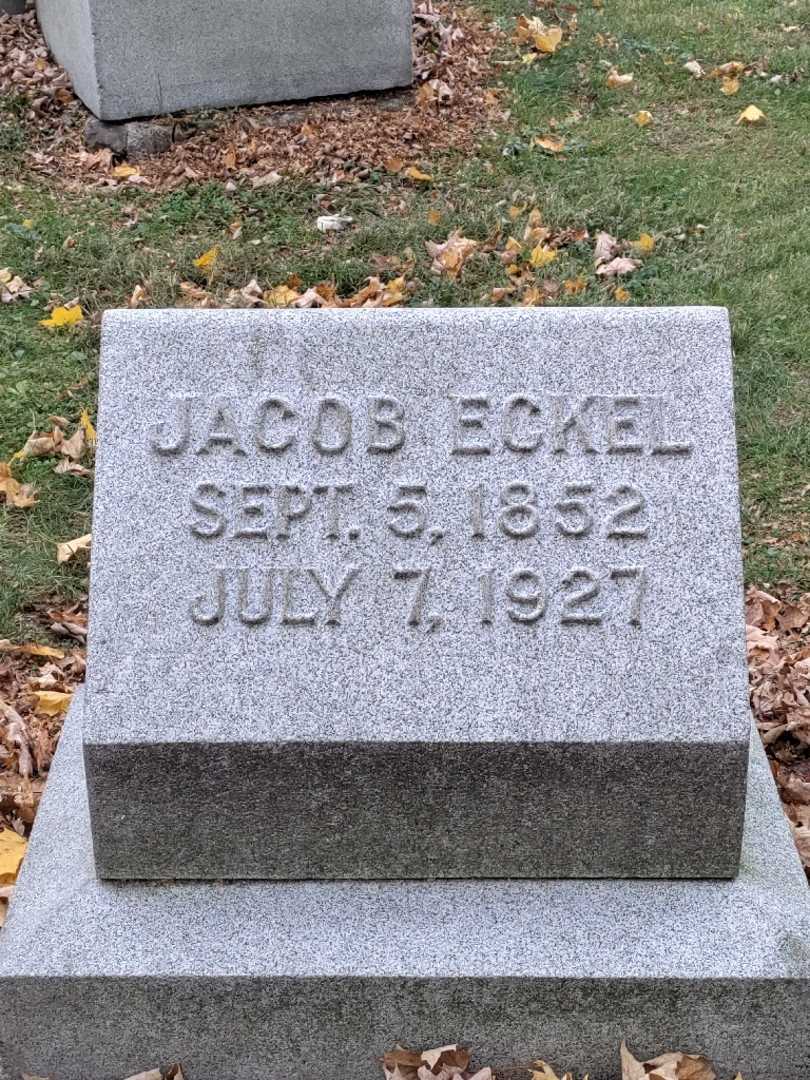 JACOB ECKEL
SEPT. 5, 1852
JULY 7, 1927